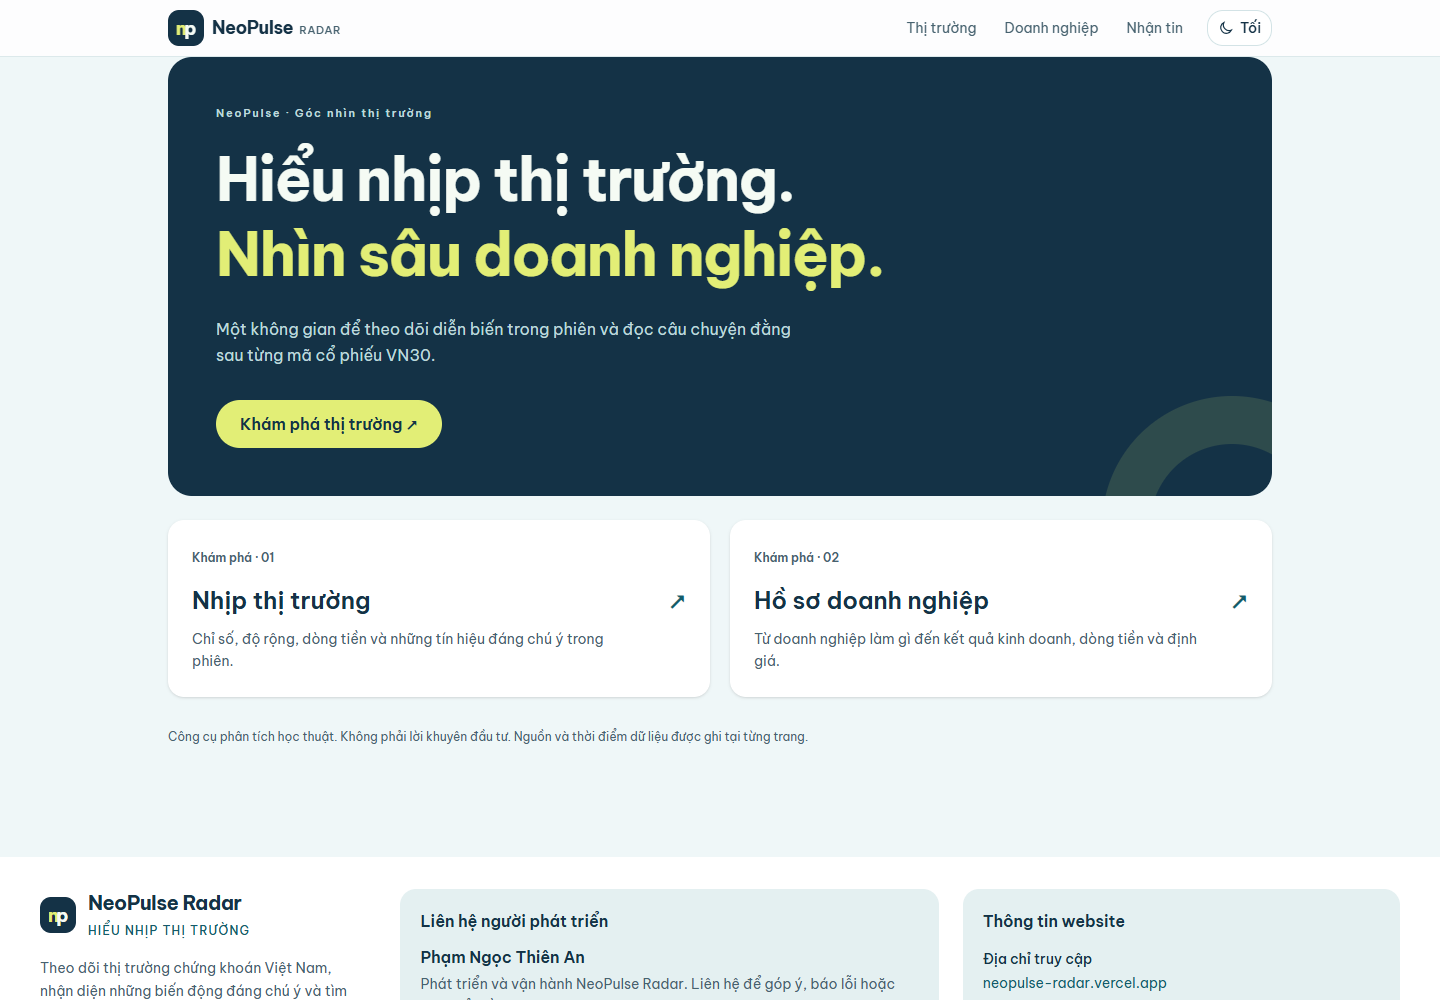 np NeoPulse RADAR
Thị trường
Doanh nghiệp
Nhận tin
Tối
NeoPulse · Góc nhìn thị trường
Hiểu nhịp thị trường.
Nhìn sâu doanh nghiệp.
Một không gian để theo dõi diễn biến trong phiên và đọc câu chuyện đằng
sau từng mã cổ phiếu VN30.
Khám phá thị trường ↗
Khám phá · 01
Nhịp thị trường ↗
Chỉ số, độ rộng, dòng tiền và những tín hiệu đáng chú ý trong
phiên.
Khám phá · 02
Hồ sơ doanh nghiệp ↗
Từ doanh nghiệp làm gì đến kết quả kinh doanh, dòng tiền và định
giá.
Công cụ phân tích học thuật. Không phải lời khuyên đầu tư. Nguồn và thời điểm dữ liệu được ghi tại từng trang.
np NeoPulse Radar
HIỂU NHỊP THỊ TRƯỜNG
Theo dõi thị trường chứng khoán Việt Nam,
nhận diện những biến động đáng chú ý và tìm
Liên hệ người phát triển
Phạm Ngọc Thiên An
Phát triển và vận hành NeoPulse Radar. Liên hệ để góp ý, báo lỗi hoặc
Thông tin website
Địa chỉ truy cập
neopulse-radar.vercel.app